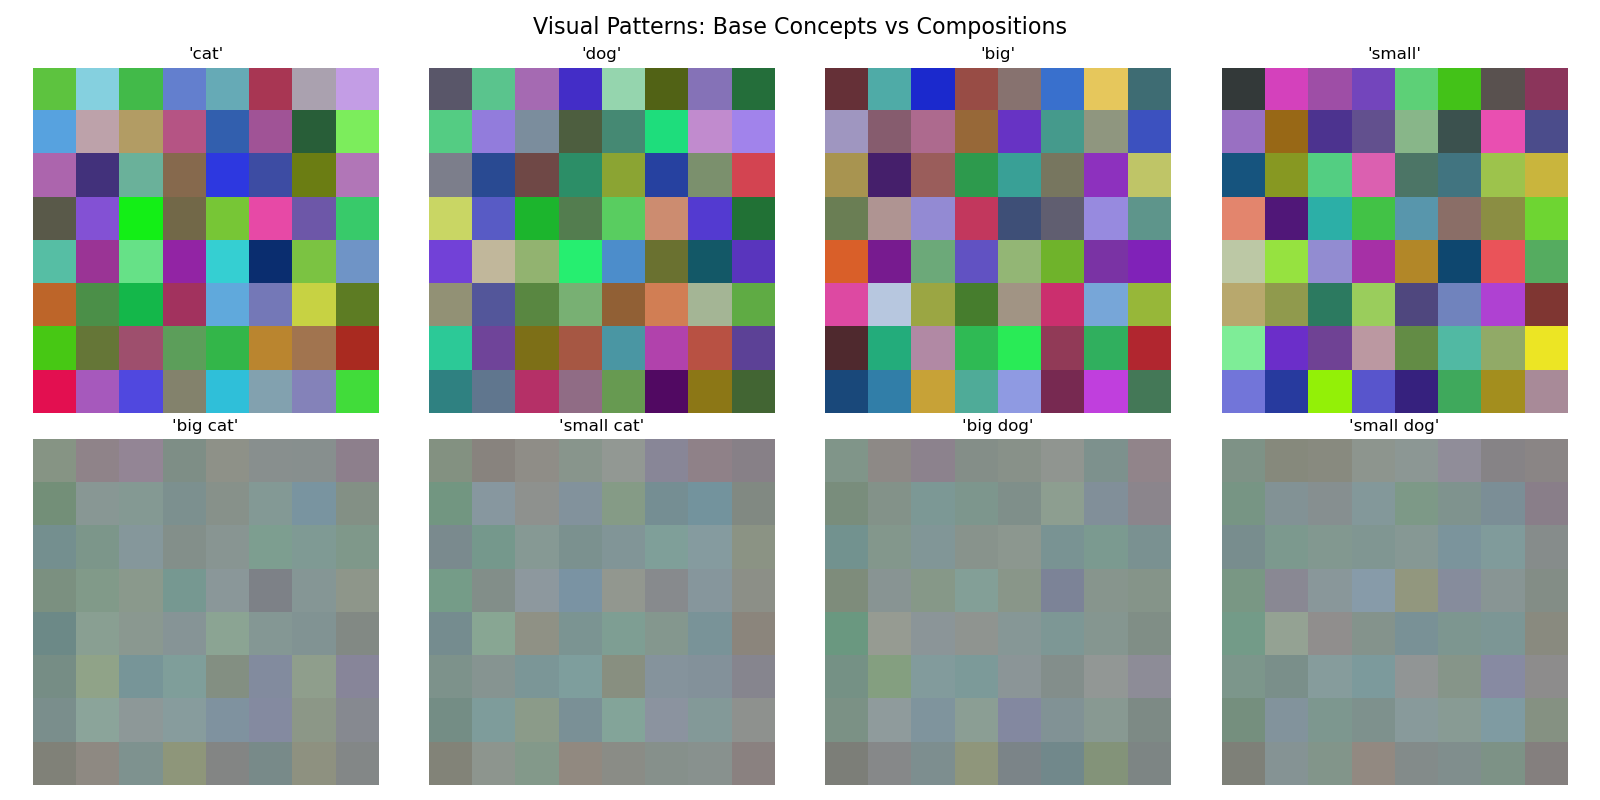 Visual Patterns: Base Concepts vs Compositions
'cat' 'dog' 'big' 'small'
'big cat' 'small cat' 'big dog' 'small dog'